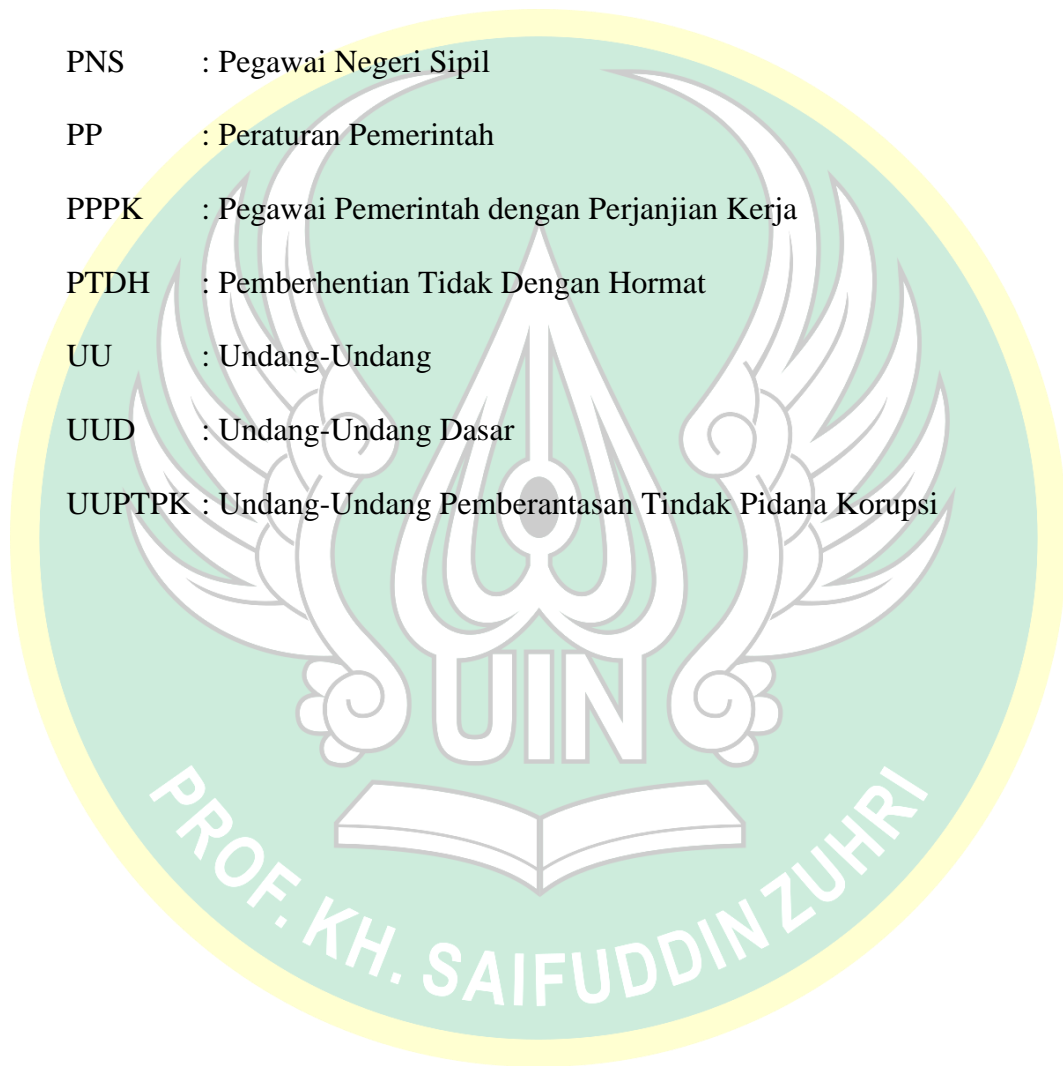 PNS : Pegawai Negeri Sipil
PP : Peraturan Pemerintah
PPPK : Pegawai Pemerintah dengan Perjanjian Kerja
PTDH : Pemberhentian Tidak Dengan Hormat
UU : Undang-Undang
UUD : Undang-Undang Dasar
UUPTPK : Undang-Undang Pemberantasan Tindak Pidana Korupsi
UIN
PROF. KH. SAIFUDDIN ZUHRI